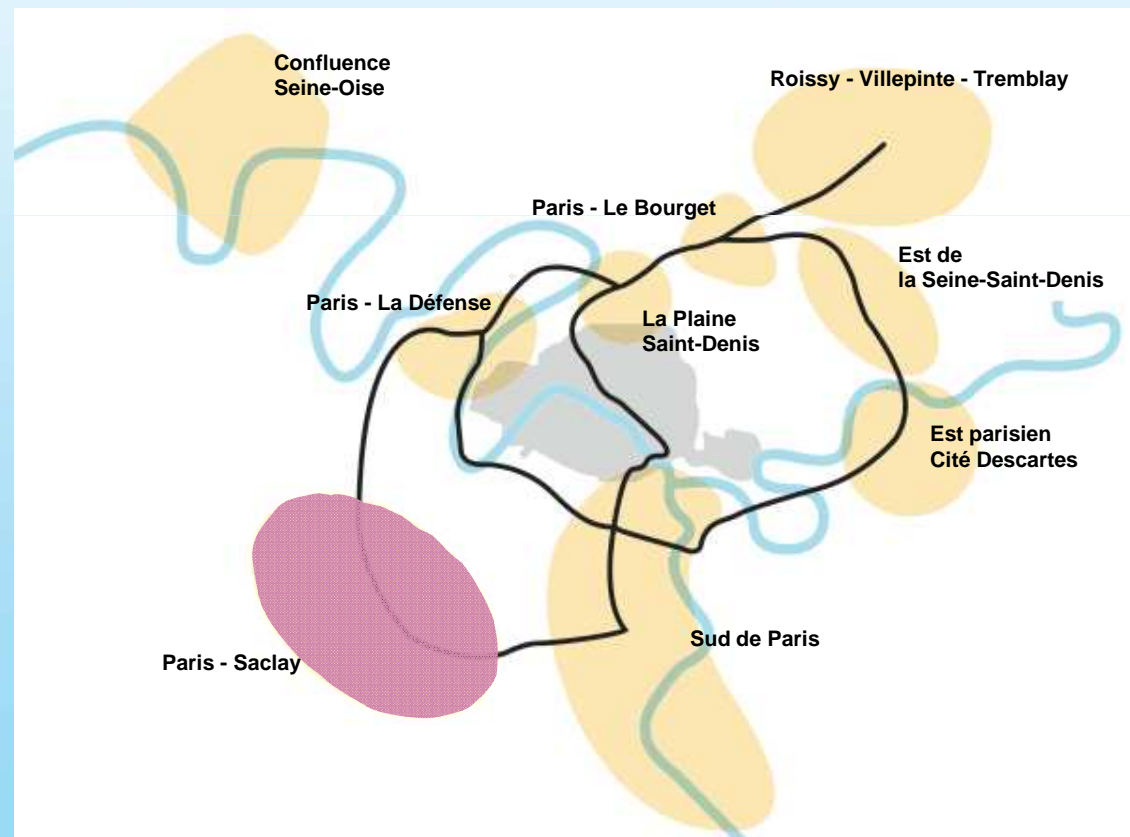 Confluence
Seine-Oise
Roissy - Villepinte - Tremblay
Paris - Le Bourget
Est de
la Seine-Saint-Denis
Paris - La Défense
La Plaine
Saint-Denis
Est parisien
Cité Descartes
Sud de Paris
Paris - Saclay